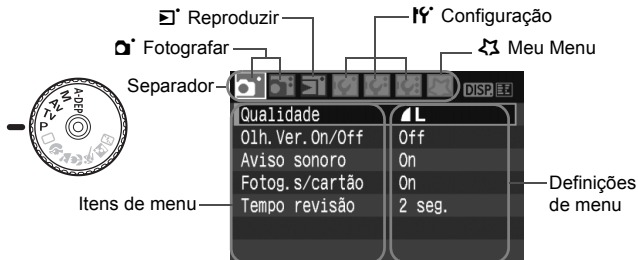 Reproduzir
Configuração
Fotografar
Meu Menu
Separador
DISP.
A-DEP
M
Av
Tv
P
Qualidade L
Olh.Ver.On/Off Off
Aviso sonoro On
Fotog.s/cartão On
Tempo revisão 2 seg.
Itens de menu
Definições
de menu